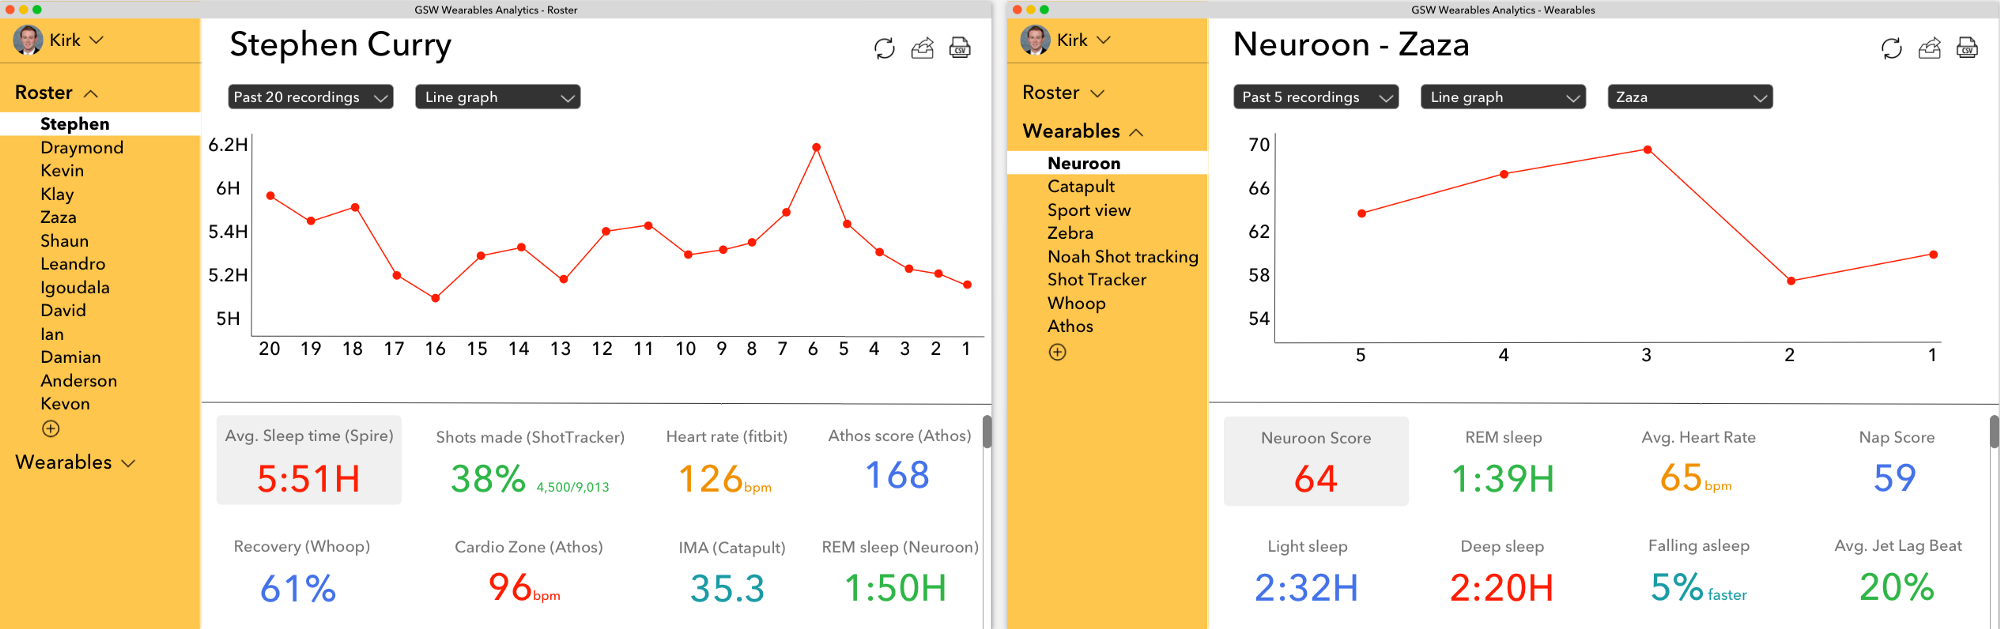 GSW Wearables Analytics - Roster
Kirk
Roster
Stephen
Draymond
Kevin
Klay
Zaza
Shaun
Leandro
Igoudala
David
Ian
Damian
Anderson
Kevon
Wearables
Stephen Curry
CSV
Past 20 recordings
Line graph
6.2H
6H
5.4H
5.2H
5H
20 19 18 17 16 15 14 13 12 11 10 9 8 7 6 5 4 3 2 1
Avg. Sleep time (Spire)
5:51H
Shots made (ShotTracker)
38% 4,500/9,013
Heart rate (fitbit)
126bpm
Athos score (Athos)
168
Recovery (Whoop)
61%
Cardio Zone (Athos)
96bpm
IMA (Catapult)
35.3
REM sleep (Neuroon)
1:50H
GSW Wearables Analytics - Wearables
Kirk
Roster
Wearables
Neuroon
Catapult
Sport view
Zebra
Noah Shot tracking
Shot Tracker
Whoop
Athos
Neuroon - Zaza
CSV
Past 5 recordings
Line graph
Zaza
70
66
62
58
54
5 4 3 2 1
Neuroon Score
64
REM sleep
1:39H
Avg. Heart Rate
65bpm
Nap Score
59
Light sleep
2:32H
Deep sleep
2:20H
Falling asleep
5% faster
Avg. Jet Lag Beat
20%